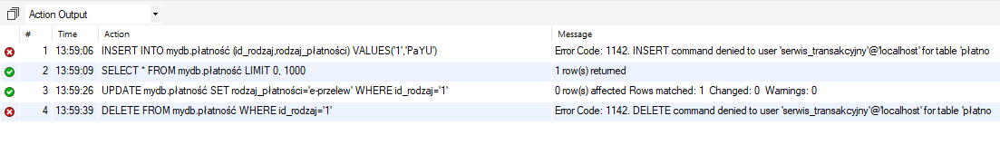 Action Output
# Time Action Message
1 13:59:06 INSERT INTO mydb.płatność (id_rodzaj,rodzaj_płatności) VALUES('1','PaYU') Error Code: 1142. INSERT command denied to user 'serwis_transakcyjny'@'localhost' for table 'płatno
2 13:59:09 SELECT * FROM mydb.płatność LIMIT 0, 1000 1 row(s) returned
3 13:59:26 UPDATE mydb.płatność SET rodzaj_płatności='e-przelew' WHERE id_rodzaj='1' 0 row(s) affected Rows matched: 1 Changed: 0 Warnings: 0
4 13:59:39 DELETE FROM mydb.płatność WHERE id_rodzaj='1' Error Code: 1142. DELETE command denied to user 'serwis_transakcyjny'@'localhost' for table 'płatno